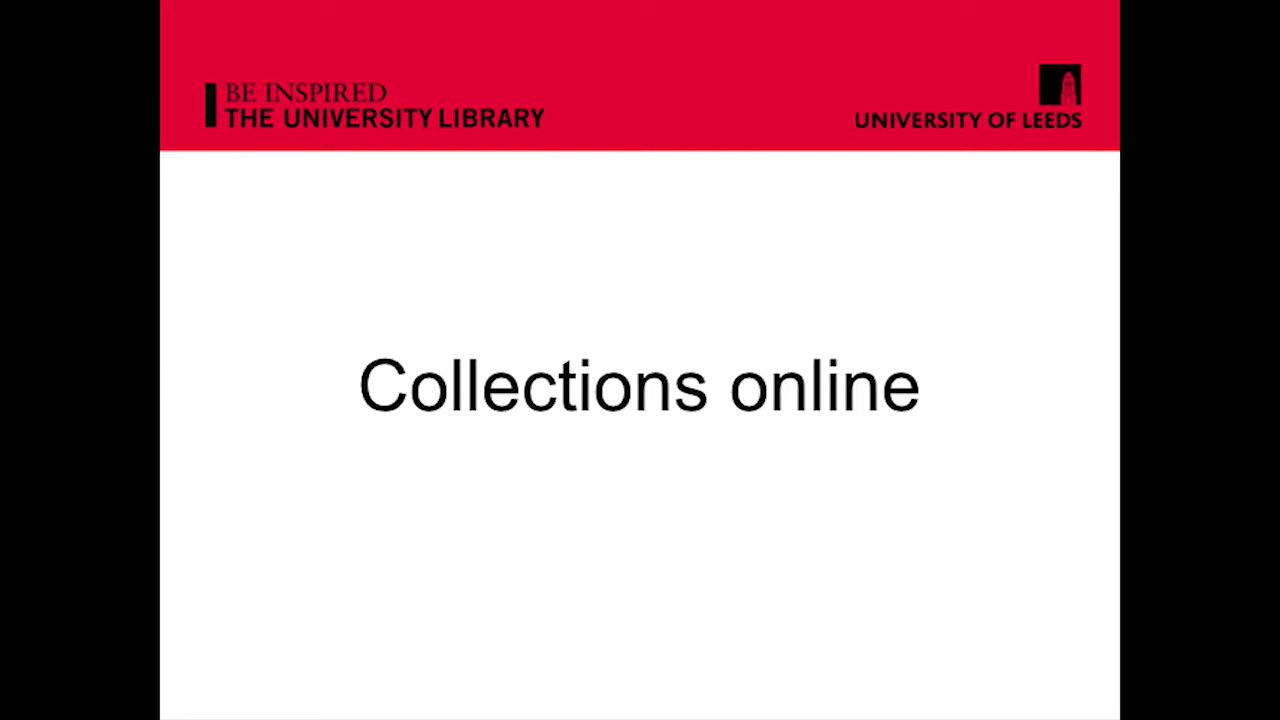 BE INSPIRED
THE UNIVERSITY LIBRARY
UNIVERSITY OF LEEDS
Collections online